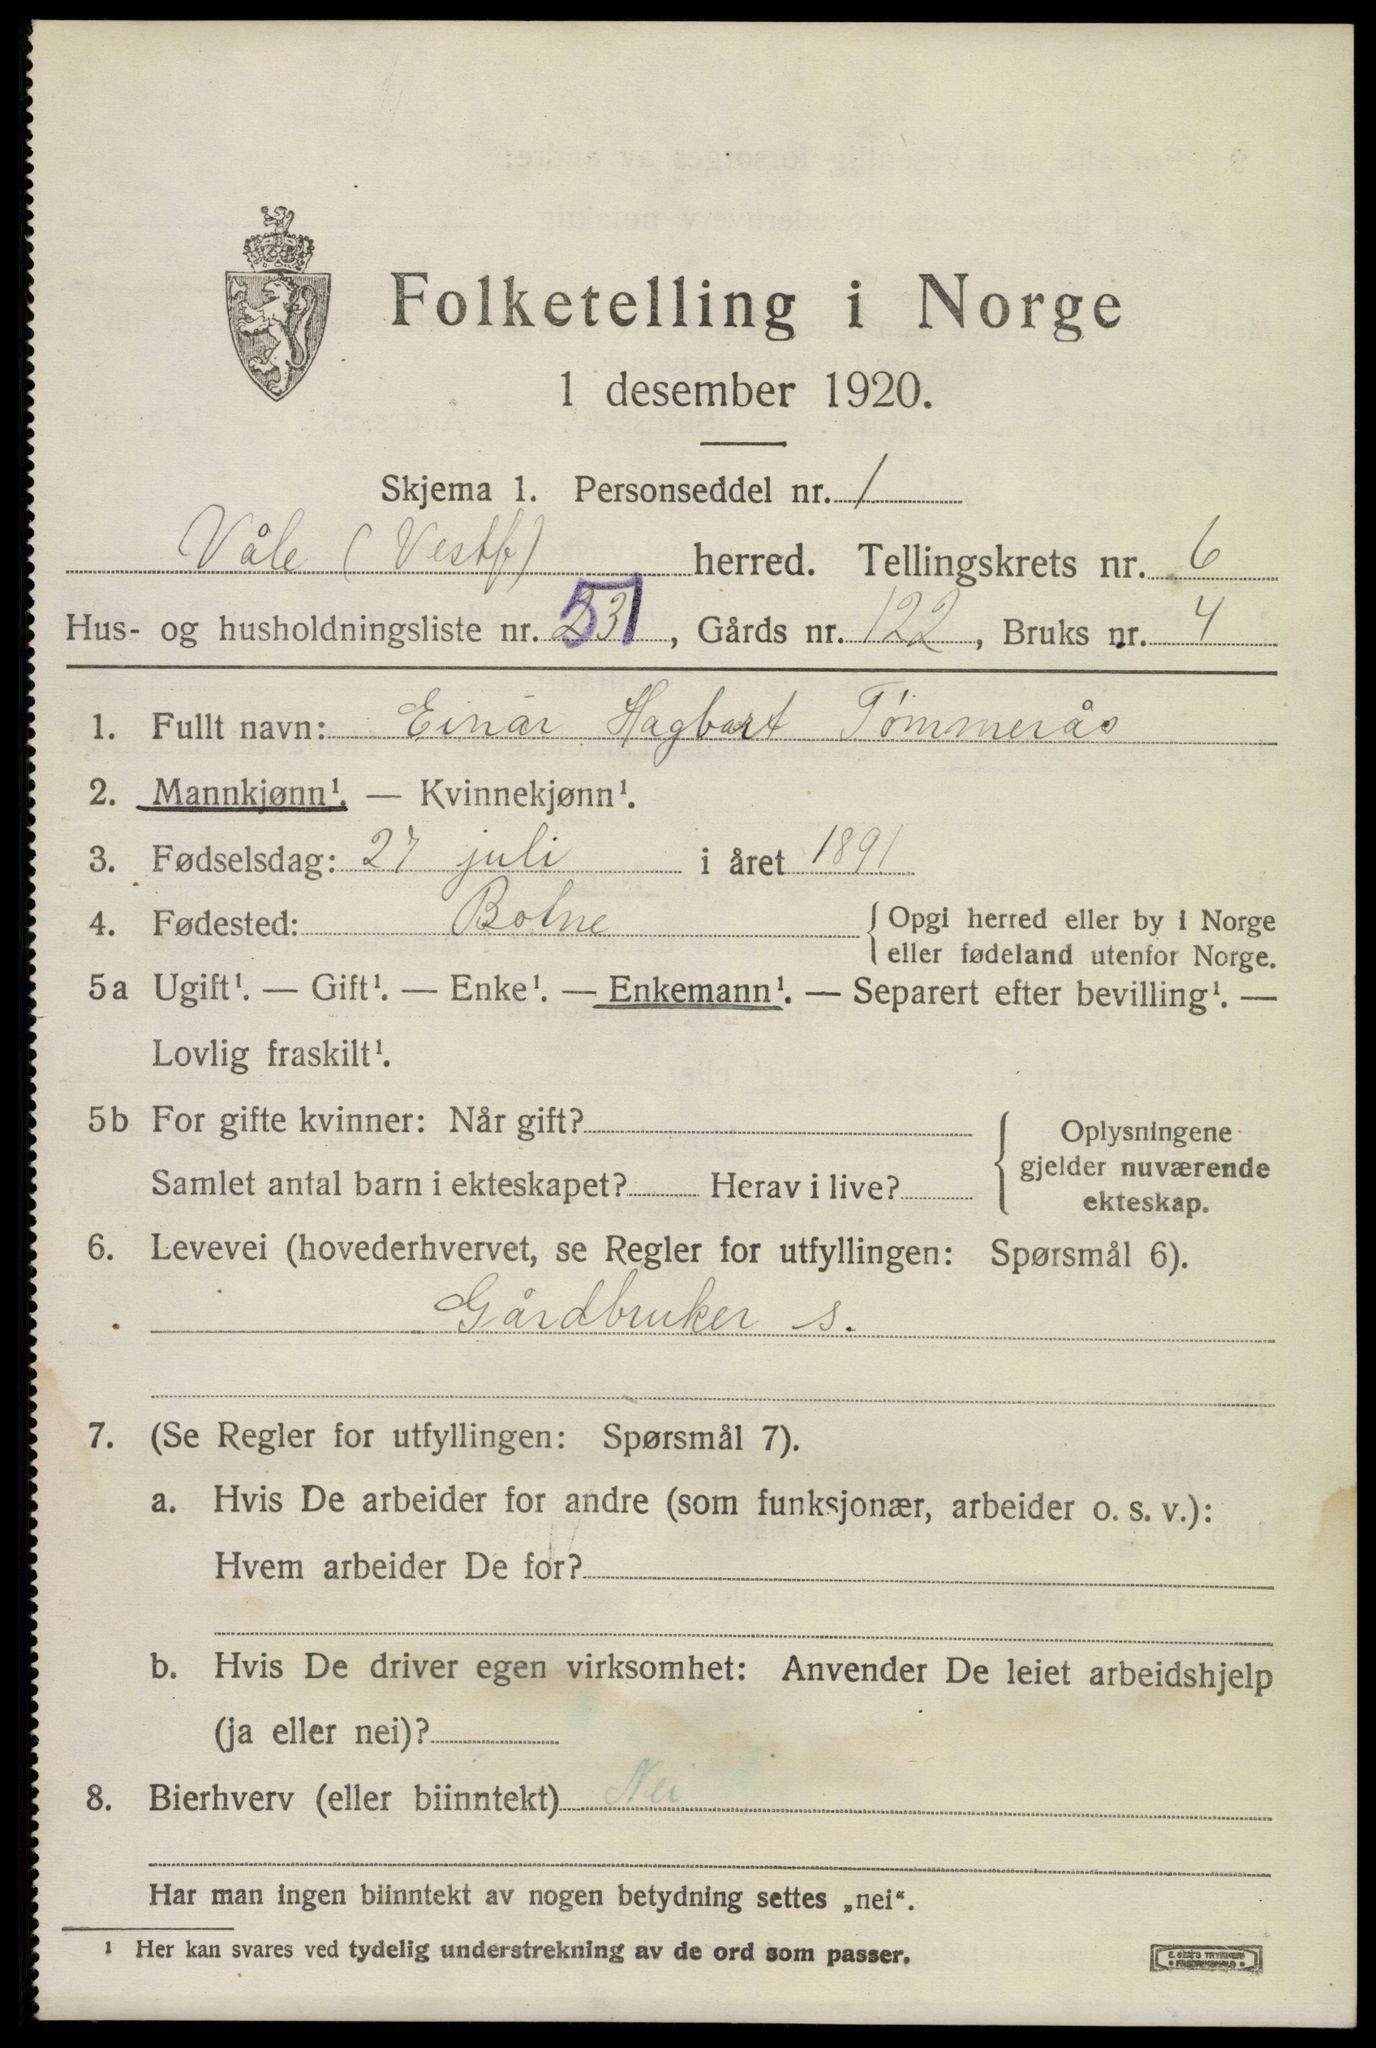 Folketelling i Norge
1 desember 1920.
Skjema 1. Personseddel nr. 1
Våle (Vestf) herred. Tellingskrets nr. 6
Hus- og husholdningsliste nr. 51, Gårds nr. 122, Bruks nr. 4
1. Fullt navn: Einar Hagbart Tømmerås
2. Mannkjønn¹. — Kvinnekjønn¹.
3. Fødselsdag: 27 juli i året 1891
4. Fødested: Botne { Opgi herred eller by i Norge
eller fødeland utenfor Norge.
5a Ugift¹. — Gift¹. — Enke¹. — Enkemann¹. — Separert efter bevilling¹. —
Lovlig fraskilt¹.
5b For gifte kvinner: Når gift?
Samlet antal barn i ekteskapet? Herav i live?
{ Oplysningene
gjelder nuværende
ekteskap.
6. Levevei (hovederhvervet, se Regler for utfyllingen: Spørsmål 6).
Gårdbruker s.
7. (Se Regler for utfyllingen: Spørsmål 7).
a. Hvis De arbeider for andre (som funksjonær, arbeider o. s. v.):
Hvem arbeider De for?
b. Hvis De driver egen virksomhet: Anvender De leiet arbeidshjelp
(ja eller nei)?
8. Bierhverv (eller biinntekt) Nei
Har man ingen biinntekt av nogen betydning settes „nei“.
¹ Her kan svares ved tydelig understrekning av de ord som passer.